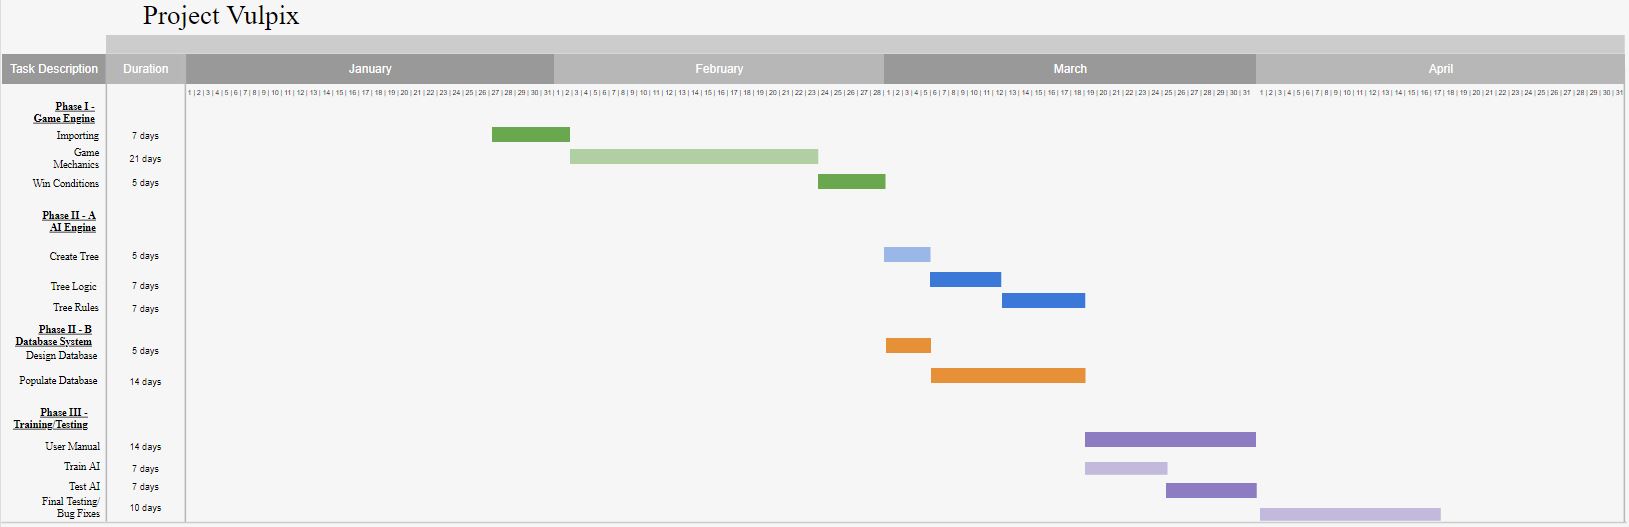 Project Vulpix
Task Description Duration January February March April
1 | 2 | 3 | 4 | 5 | 6 | 7 | 8 | 9 | 10 | 11 | 12 | 13 | 14 | 15 | 16 | 17 | 18 | 19 | 20 | 21 | 22 | 23 | 24 | 25 | 26 | 27 | 28 | 29 | 30 | 31 | 1 | 2 | 3 | 4 | 5 | 6 | 7 | 8 | 9 | 10 | 11 | 12 | 13 | 14 | 15 | 16 | 17 | 18 | 19 | 20 | 21 | 22 | 23 | 24 | 25 | 26 | 27 | 28 | 1 | 2 | 3 | 4 | 5 | 6 | 7 | 8 | 9 | 10 | 11 | 12 | 13 | 14 | 15 | 16 | 17 | 18 | 19 | 20 | 21 | 22 | 23 | 24 | 25 | 26 | 27 | 28 | 29 | 30 | 31 1 | 2 | 3 | 4 | 5 | 6 | 7 | 8 | 9 | 10 | 11 | 12 | 13 | 14 | 15 | 16 | 17 | 18 | 19 | 20 | 21 | 22 | 23 | 24 | 25 | 26 | 27 | 28 | 29 | 30 | 31
Phase I -
Game Engine
Importing 7 days
Game
Mechanics 21 days
Win Conditions 5 days
Phase II - A
AI Engine
Create Tree 5 days
Tree Logic 7 days
Tree Rules 7 days
Phase II - B
Database System
Design Database 5 days
Populate Database 14 days
Phase III -
Training/Testing
User Manual 14 days
Train AI 7 days
Test AI 7 days
Final Testing/
Bug Fixes 10 days